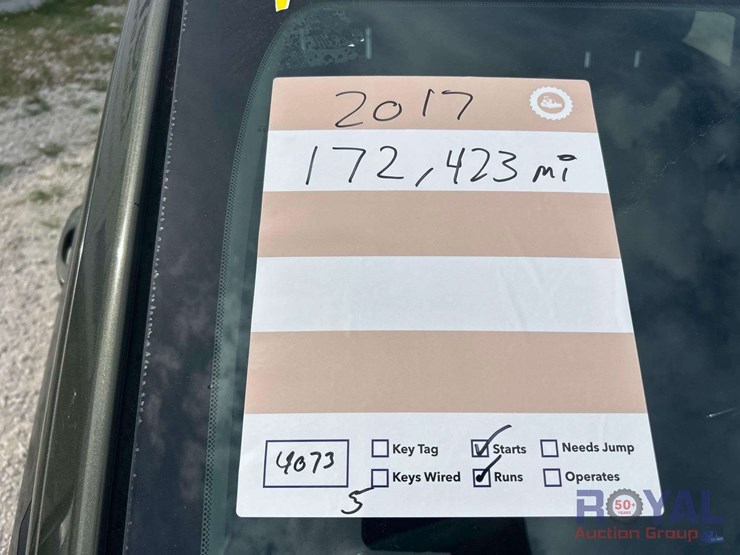 2017
172,423 mi
4073
Key Tag
Starts
Needs Jump
Keys Wired
Runs
Operates
5
ROYAL
50+
YEARS
Auction Group